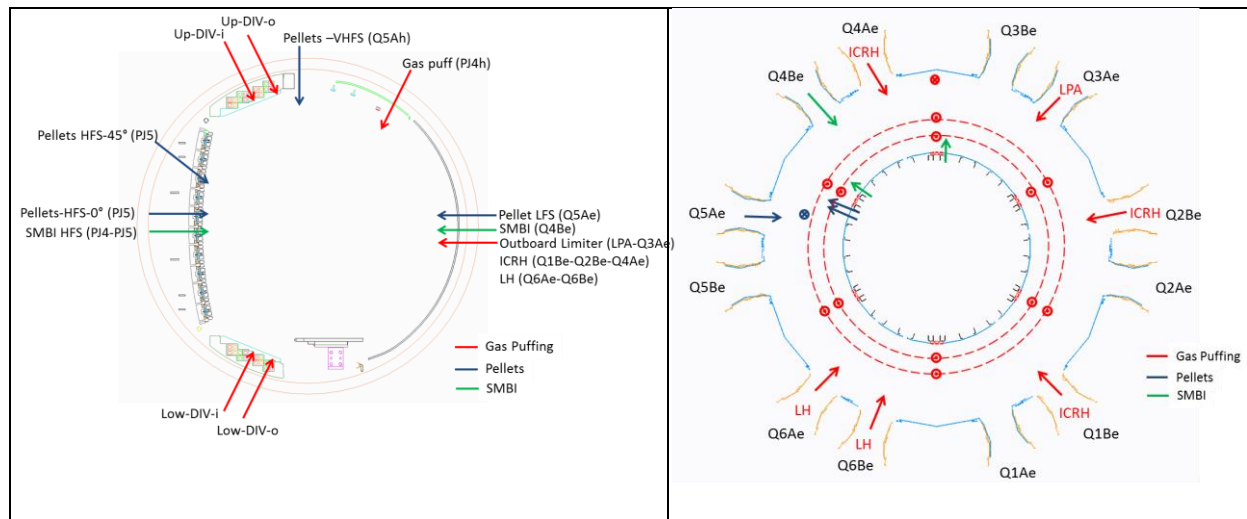 Up-DIV-o
Up-DIV-i
Pellets –VHFS (Q5Ah)
Gas puff (PJ4h)
Pellets HFS-45° (PJ5)
Pellets-HFS-0° (PJ5)
SMBI HFS (PJ4-PJ5)
Pellet LFS (Q5Ae)
SMBI (Q4Be)
Outboard Limiter (LPA-Q3Ae)
ICRH (Q1Be-Q2Be-Q4Ae)
LH (Q6Ae-Q6Be)
Gas Puffing
Pellets
SMBI
Low-DIV-i
Low-DIV-o
Q4Ae
Q3Be
ICRH
Q4Be
Q3Ae
LPA
Q5Ae
ICRH
Q2Be
Q5Be
Q2Ae
Gas Puffing
Pellets
SMBI
LH
ICRH
Q6Ae
LH
Q1Be
Q6Be
Q1Ae